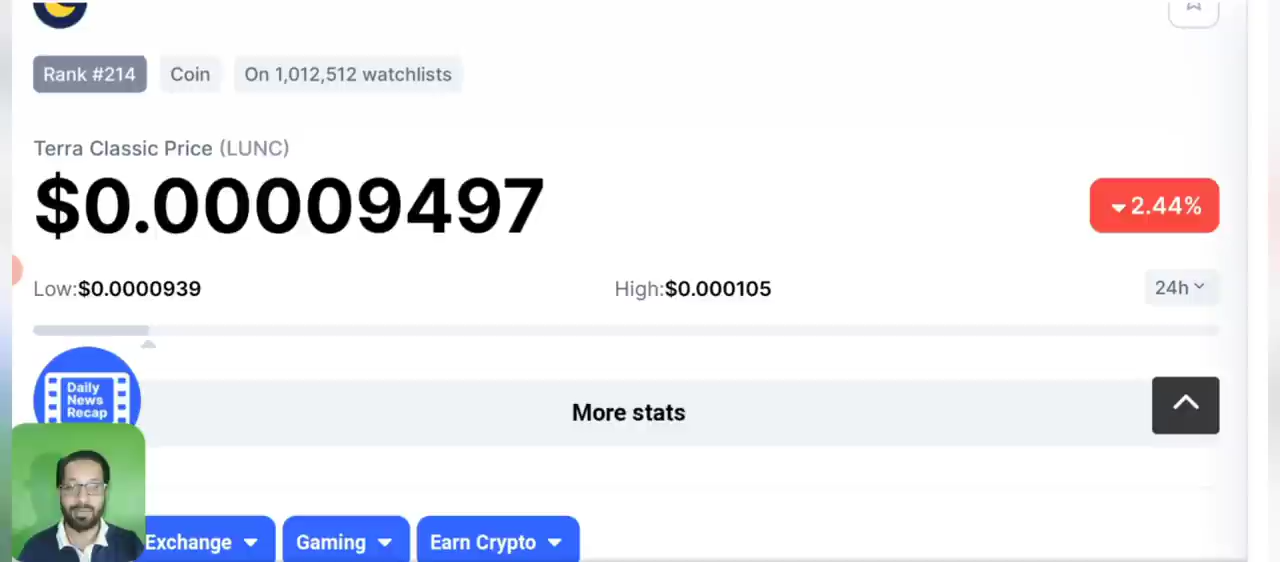 Rank #214 Coin On 1,012,512 watchlists
Terra Classic Price (LUNC)
$0.00009497
2.44%
Low:$0.0000939 High:$0.000105 24h
Daily
News
Recap
More stats
Exchange Gaming Earn Crypto